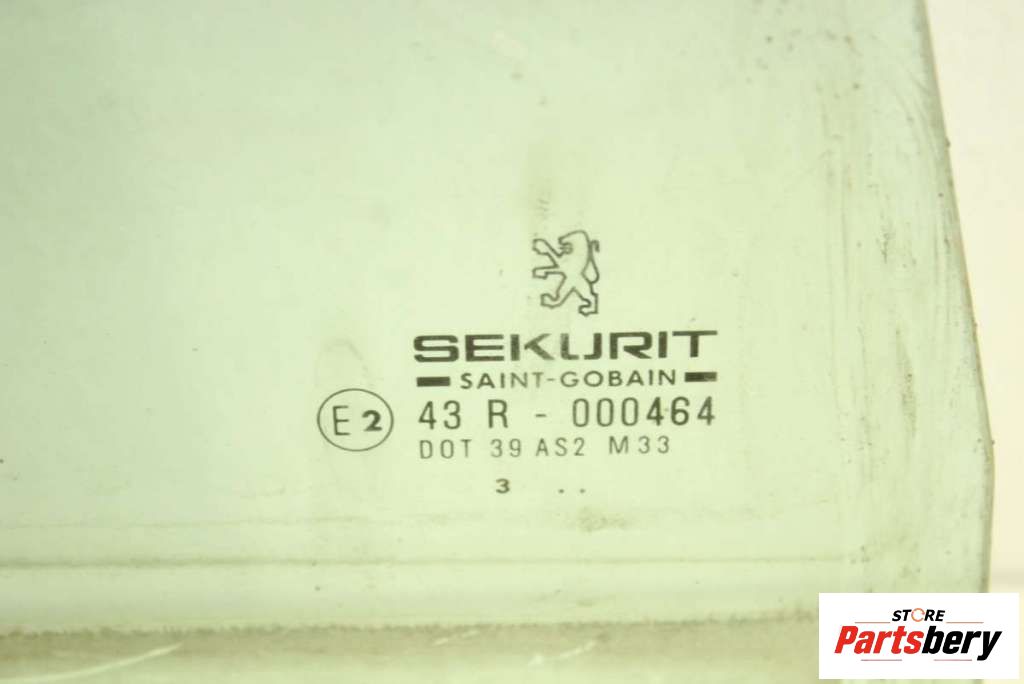 SEKURIT
SAINT-GOBAIN
E2 43 R - 000464
DOT 39 AS2 M33
3 . .
STORE
Partsbery